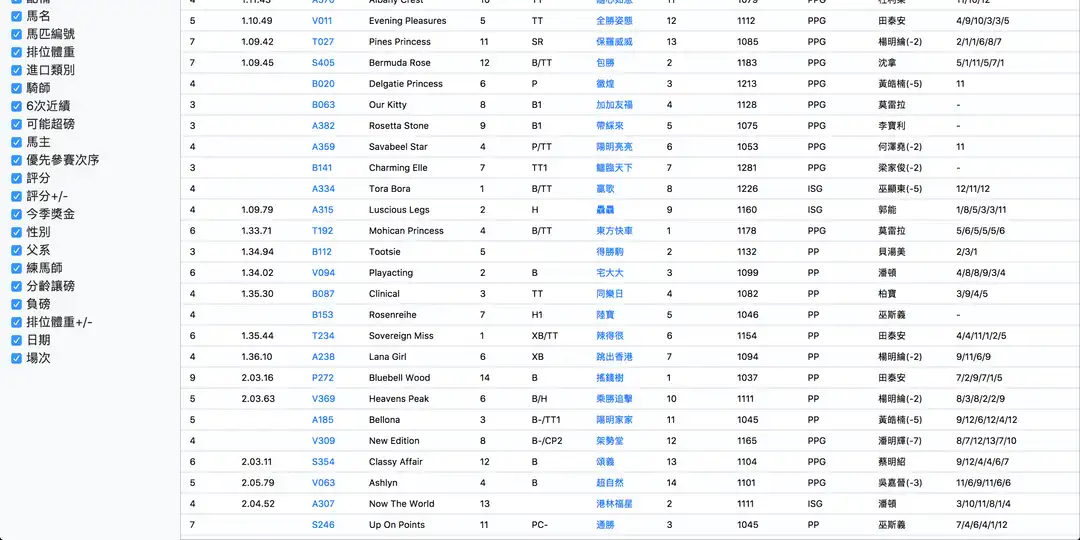 馬名
馬匹編號
排位體重
進口類別
騎師
6次近績
可能超磅
馬主
優先參賽次序
評分
評分+/-
今季獎金
性別
父系
練馬師
分齡讓磅
負磅
排位體重+/-
日期
場次
5 1.10.49 V011 Evening Pleasures 5 TT 全勝姿態 12 1112 PPG 田泰安 4/9/10/3/3/5
7 1.09.42 T027 Pines Princess 11 SR 保羅威威 13 1085 PPG 楊明綸(-2) 2/1/1/6/8/7
7 1.09.45 S405 Bermuda Rose 12 B/TT 包勝 2 1183 PPG 沈拿 5/1/11/5/7/1
4 B020 Delgatie Princess 6 P 徽煌 3 1213 PPG 黃皓楠(-5) 11
3 B063 Our Kitty 8 B1 加加友福 4 1128 PPG 莫雷拉 -
3 A382 Rosetta Stone 9 B1 帶綵來 5 1075 PPG 李寶利 -
4 A359 Savabeel Star 4 P/TT 陽明亮亮 6 1053 PPG 何澤堯(-2) 11
3 B141 Charming Elle 7 TT1 龍臨天下 7 1281 PPG 梁家俊(-2) -
4 A334 Tora Bora 1 B/TT 贏歌 8 1226 ISG 巫顯東(-5) 12/11/12
4 1.09.79 A315 Luscious Legs 2 H 驫驫 9 1160 ISG 郭能 1/8/5/3/3/11
6 1.33.71 T192 Mohican Princess 4 B/TT 東方快車 1 1178 PPG 莫雷拉 5/6/5/5/5/6
3 1.34.94 B112 Tootsie 5 得勝駒 2 1132 PP 貝湯美 2/3/1
6 1.34.02 V094 Playacting 2 B 宅大大 3 1099 PP 潘頓 4/8/8/9/3/4
4 1.35.30 B087 Clinical 3 TT 同樂日 4 1082 PP 柏寶 3/9/4/5
4 B153 Rosenreihe 7 H1 陸寶 5 1046 PP 巫斯義 -
6 1.35.44 T234 Sovereign Miss 1 XB/TT 辣得很 6 1154 PP 田泰安 4/4/11/1/2/5
4 1.36.10 A238 Lana Girl 6 XB 跳出香港 7 1094 PP 楊明綸(-2) 9/11/6/9
9 2.03.16 P272 Bluebell Wood 14 B 搖錢樹 1 1037 PP 田泰安 7/2/9/7/1/5
5 2.03.63 V369 Heavens Peak 6 B/H 乘勝追擊 10 1111 PP 楊明綸(-2) 8/3/8/2/2/9
5 A185 Bellona 3 B-/TT1 陽明家家 11 1045 PP 黃皓楠(-5) 9/12/6/12/4/12
4 V309 New Edition 8 B-/CP2 架勢堂 12 1165 PPG 潘明輝(-7) 8/7/12/13/7/10
6 2.03.11 S354 Classy Affair 12 B 頌義 13 1104 PPG 蔡明紹 9/12/4/4/6/7
5 2.05.79 V063 Ashlyn 4 B 超自然 14 1101 PPG 吳嘉晉(-3) 11/6/9/11/6/6
4 2.04.52 A307 Now The World 13 港林福星 2 1111 ISG 潘頓 3/10/11/8/1/4
7 S246 Up On Points 11 PC- 通勝 3 1045 PP 巫斯義 7/4/6/4/1/12